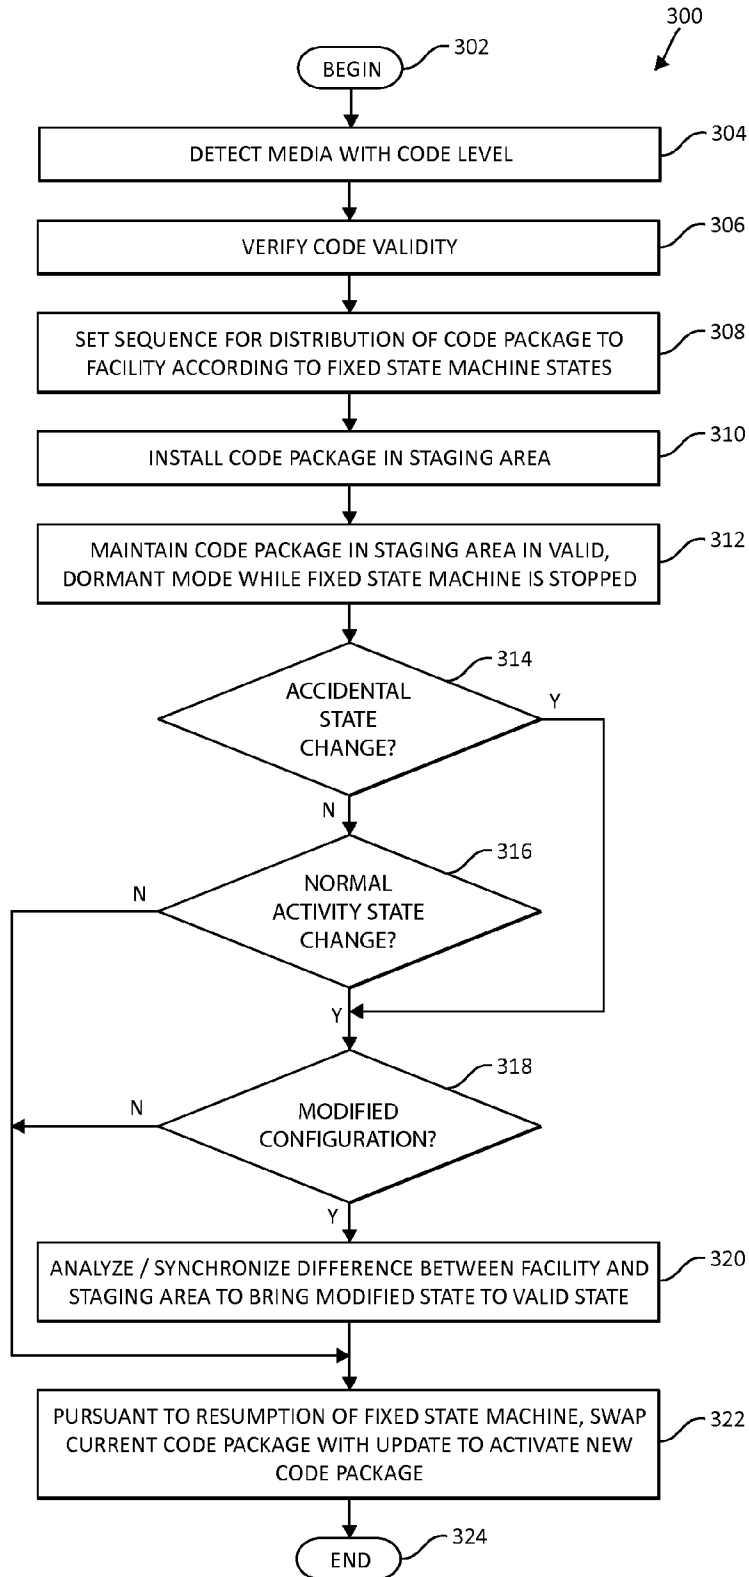 300
BEGIN
302
DETECT MEDIA WITH CODE LEVEL
304
VERIFY CODE VALIDITY
306
SET SEQUENCE FOR DISTRIBUTION OF CODE PACKAGE TO
FACILITY ACCORDING TO FIXED STATE MACHINE STATES
308
INSTALL CODE PACKAGE IN STAGING AREA
310
MAINTAIN CODE PACKAGE IN STAGING AREA IN VALID,
DORMANT MODE WHILE FIXED STATE MACHINE IS STOPPED
312
ACCIDENTAL
STATE
CHANGE?
314
Y
N
NORMAL
ACTIVITY STATE
CHANGE?
316
N
Y
MODIFIED
CONFIGURATION?
318
N
Y
ANALYZE / SYNCHRONIZE DIFFERENCE BETWEEN FACILITY AND
STAGING AREA TO BRING MODIFIED STATE TO VALID STATE
320
PURSUANT TO RESUMPTION OF FIXED STATE MACHINE, SWAP
CURRENT CODE PACKAGE WITH UPDATE TO ACTIVATE NEW
CODE PACKAGE
322
END
324